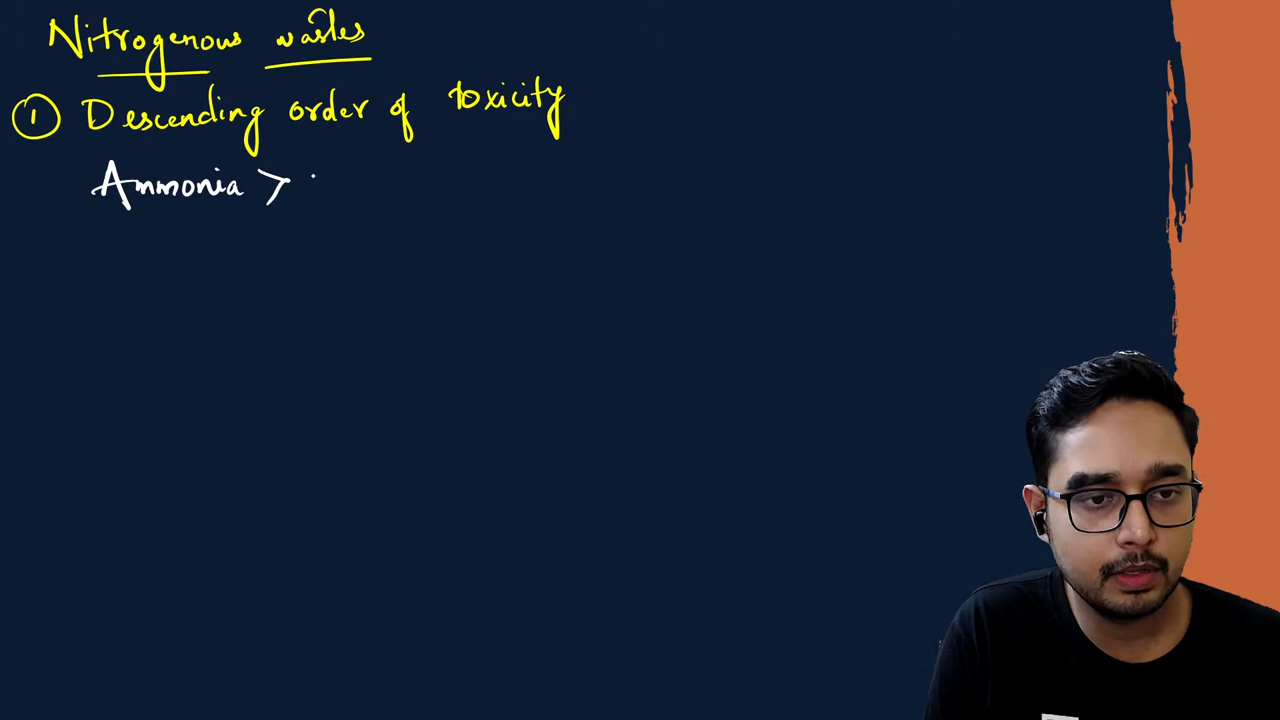 Nitrogenous wastes
① Descending order of toxicity
Ammonia >